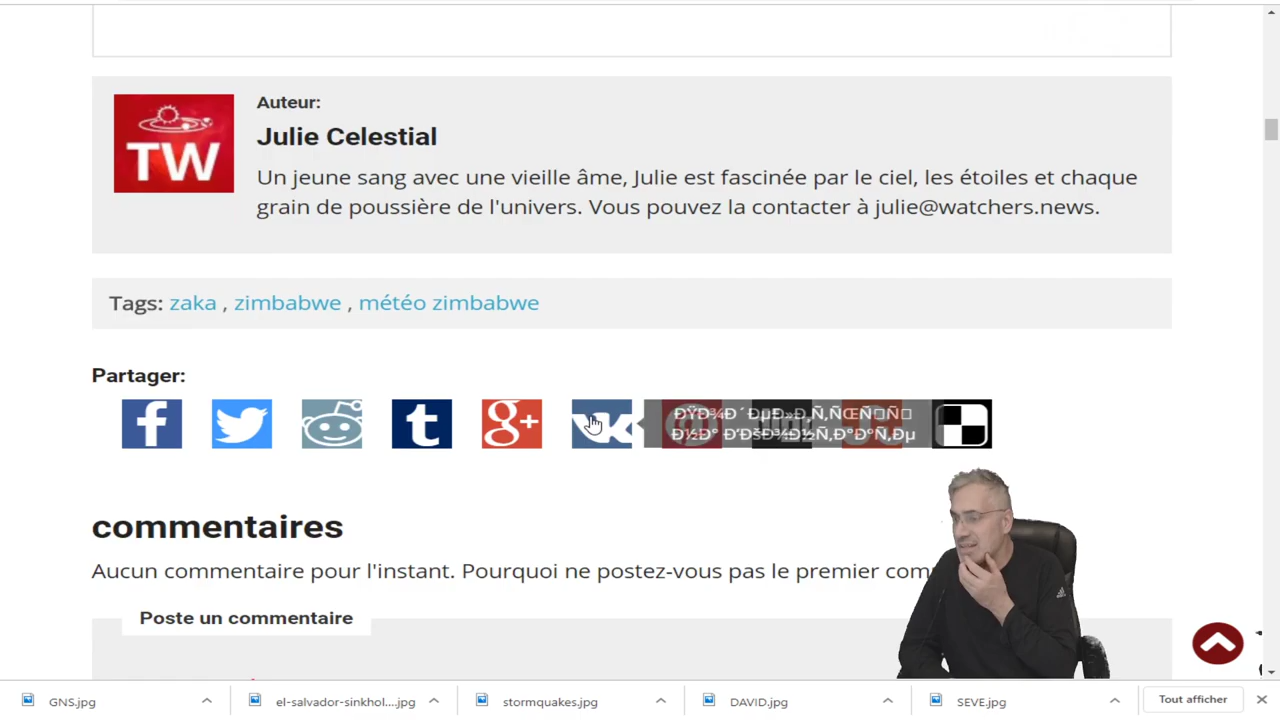 Auteur:
TW
Julie Celestial
Un jeune sang avec une vieille âme, Julie est fascinée par le ciel, les étoiles et chaque
grain de poussière de l'univers. Vous pouvez la contacter à julie@watchers.news.
Tags: zaka , zimbabwe , météo zimbabwe
Partager:
commentaires
Aucun commentaire pour l'instant. Pourquoi ne postez-vous pas le premier
Poste un commentaire
GNS.jpg
el-salvador-sinkhol....jpg
stormquakes.jpg
DAVID.jpg
SEVE.jpg
Tout afficher